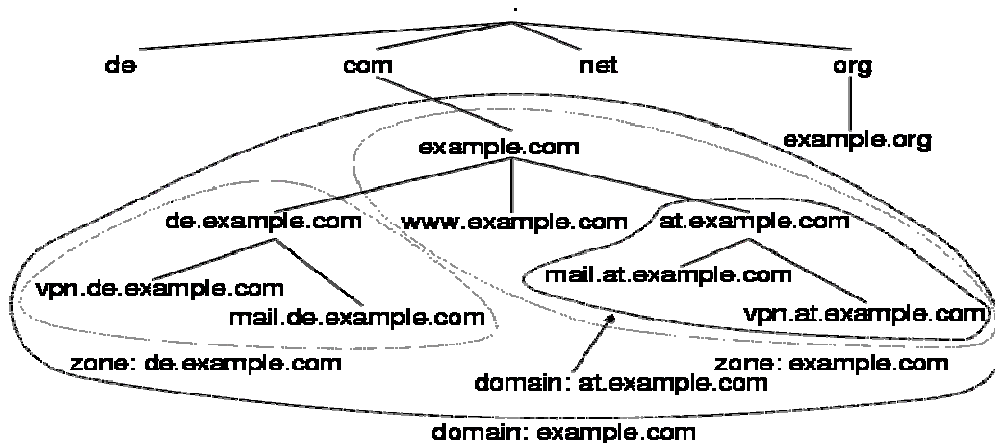 .
de com net org
example.com example.org
de.example.com www.example.com at.example.com
vpn.de.example.com mail.at.example.com
mail.de.example.com vpn.at.example.com
zone: de.example.com zone: example.com
domain: at.example.com
domain: example.com